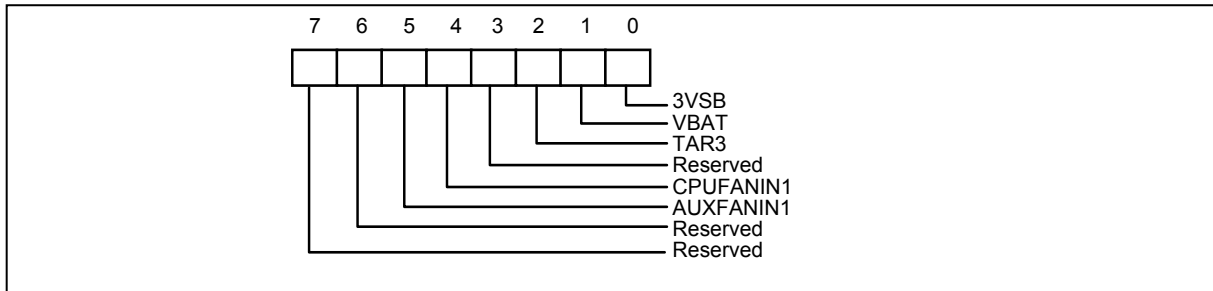 7 6 5 4 3 2 1 0
3VSB
VBAT
TAR3
Reserved
CPUFANIN1
AUXFANIN1
Reserved
Reserved